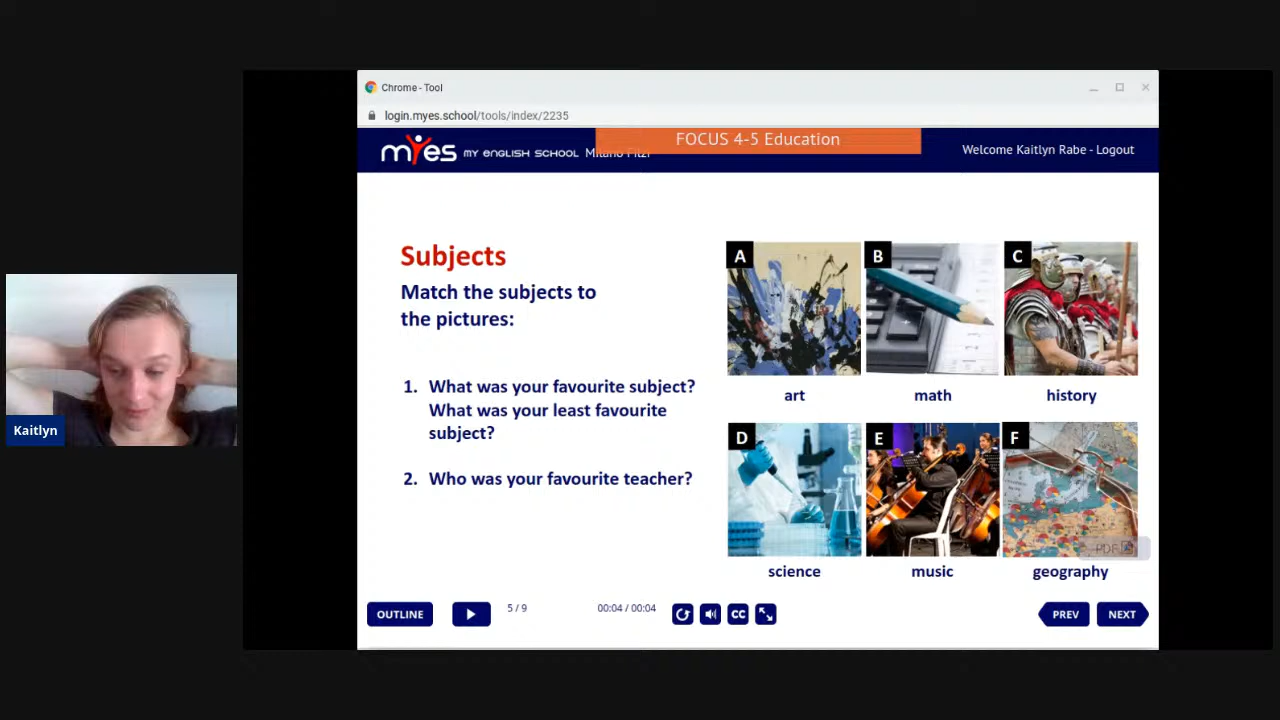 Chrome - Tool
login.myes.school/tools/index/2235
FOCUS 4-5 Education
myes MY ENGLISH SCHOOL Milano Filzi
Welcome Kaitlyn Rabe - Logout
Subjects
Match the subjects to
the pictures:
1. What was your favourite subject?
What was your least favourite
subject?
2. Who was your favourite teacher?
A
B
C
art
math
history
D
E
F
PDF
science
music
geography
Kaitlyn
OUTLINE
5 / 9
00:04 / 00:04
CC
PREV
NEXT